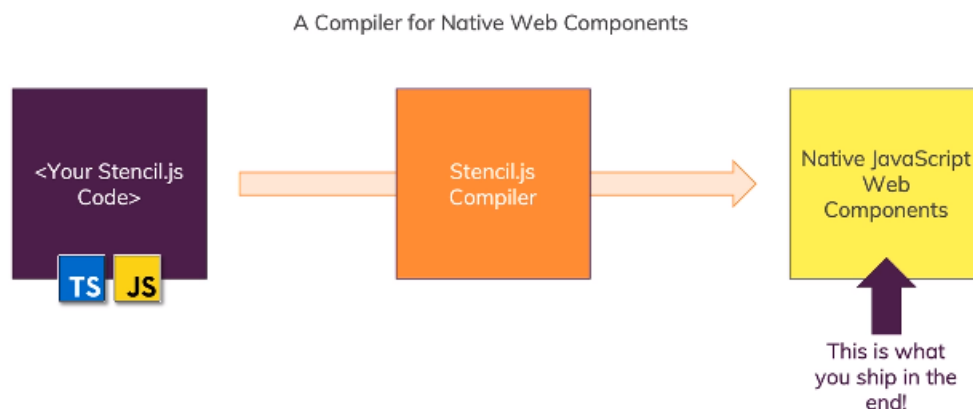 A Compiler for Native Web Components
<Your Stencil.js
Code>
TS
JS
Stencil.js
Compiler
Native JavaScript
Web
Components
This is what
you ship in the
end!